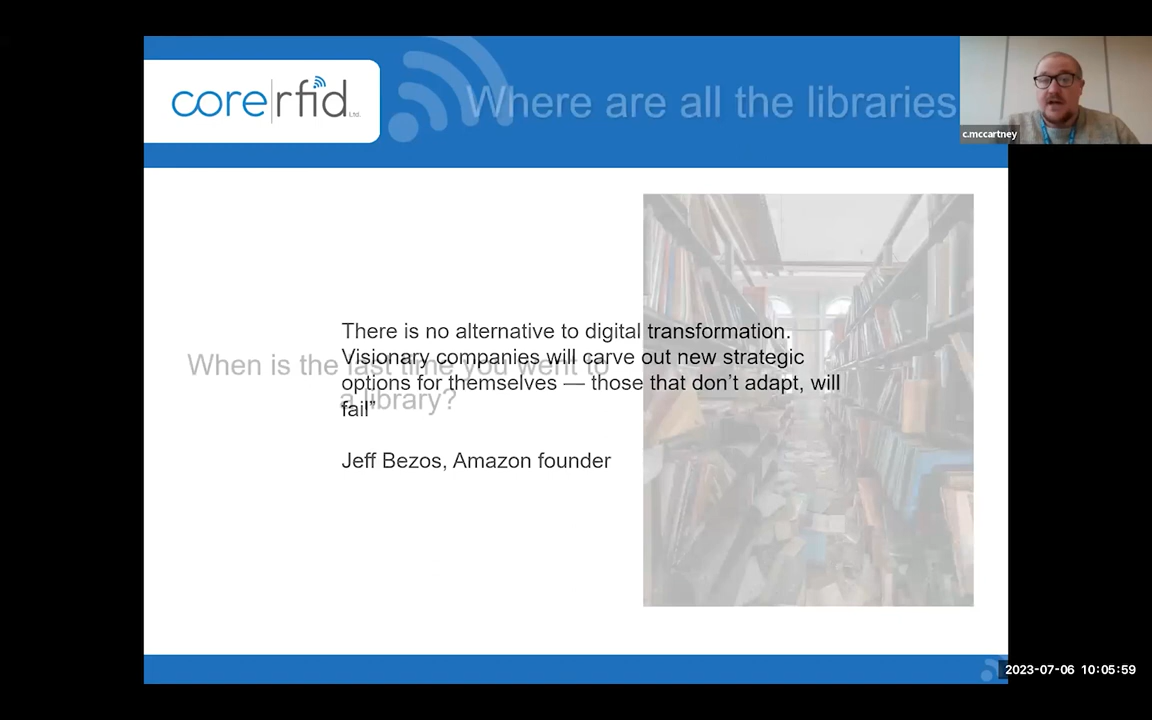 core|rfid Ltd.
Where are all the libraries
c.mccartney
When is the last time you went to
a library?
There is no alternative to digital transformation.
Visionary companies will carve out new strategic
options for themselves — those that don’t adapt, will
fail”
Jeff Bezos, Amazon founder
2023-07-06 10:05:59